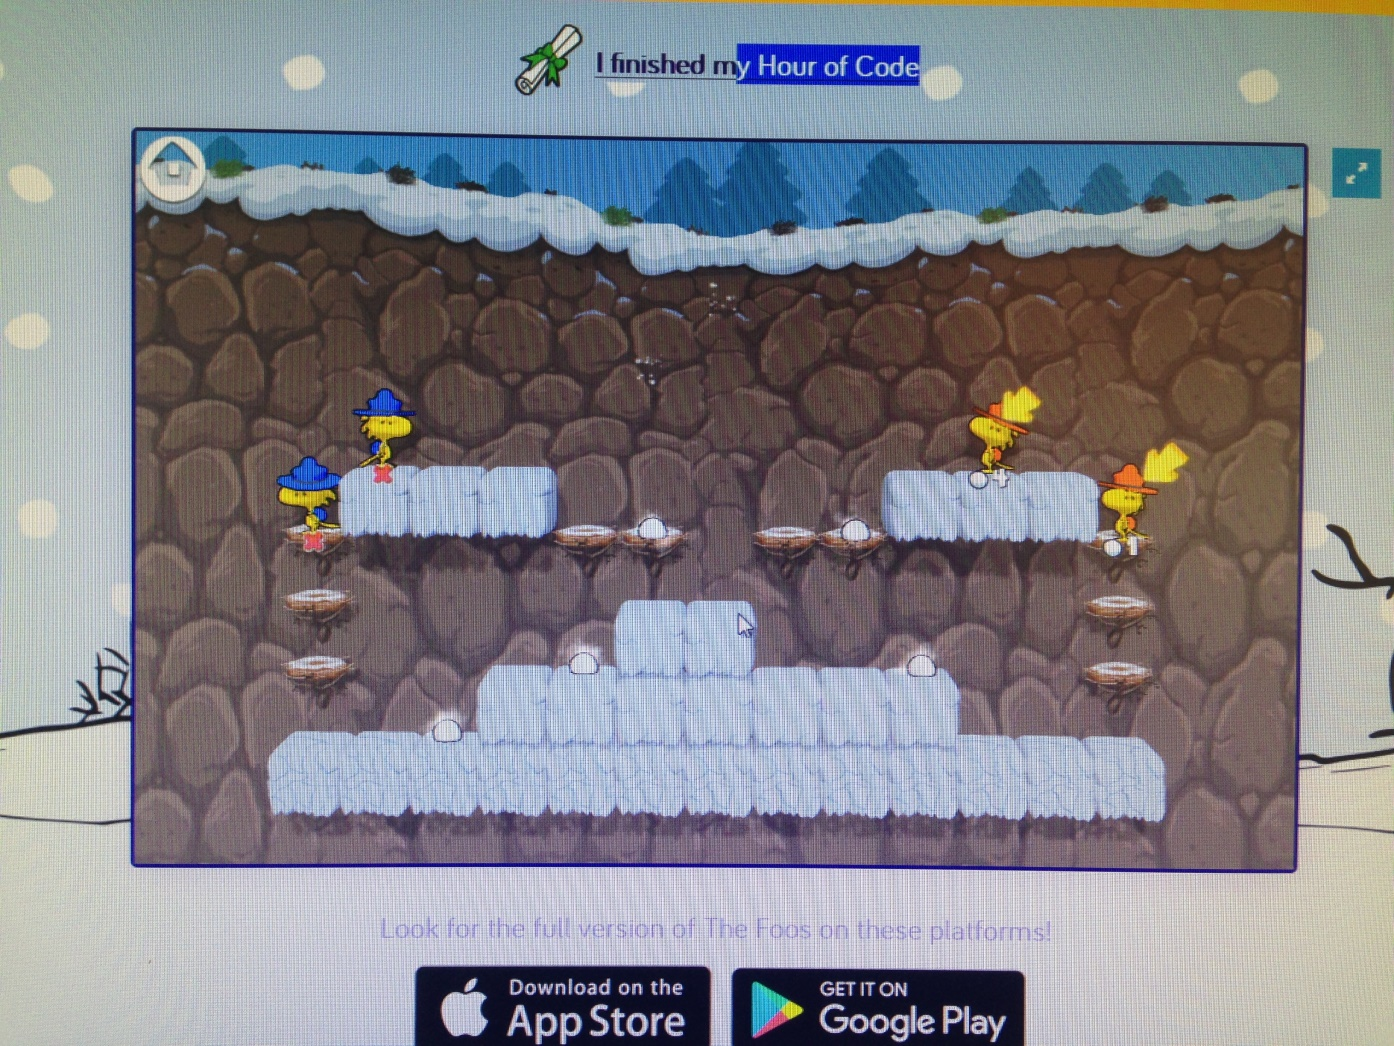 I finished my Hour of Code
Look for the full version of The Foos on these platforms!
Download on the
App Store
GET IT ON
Google Play